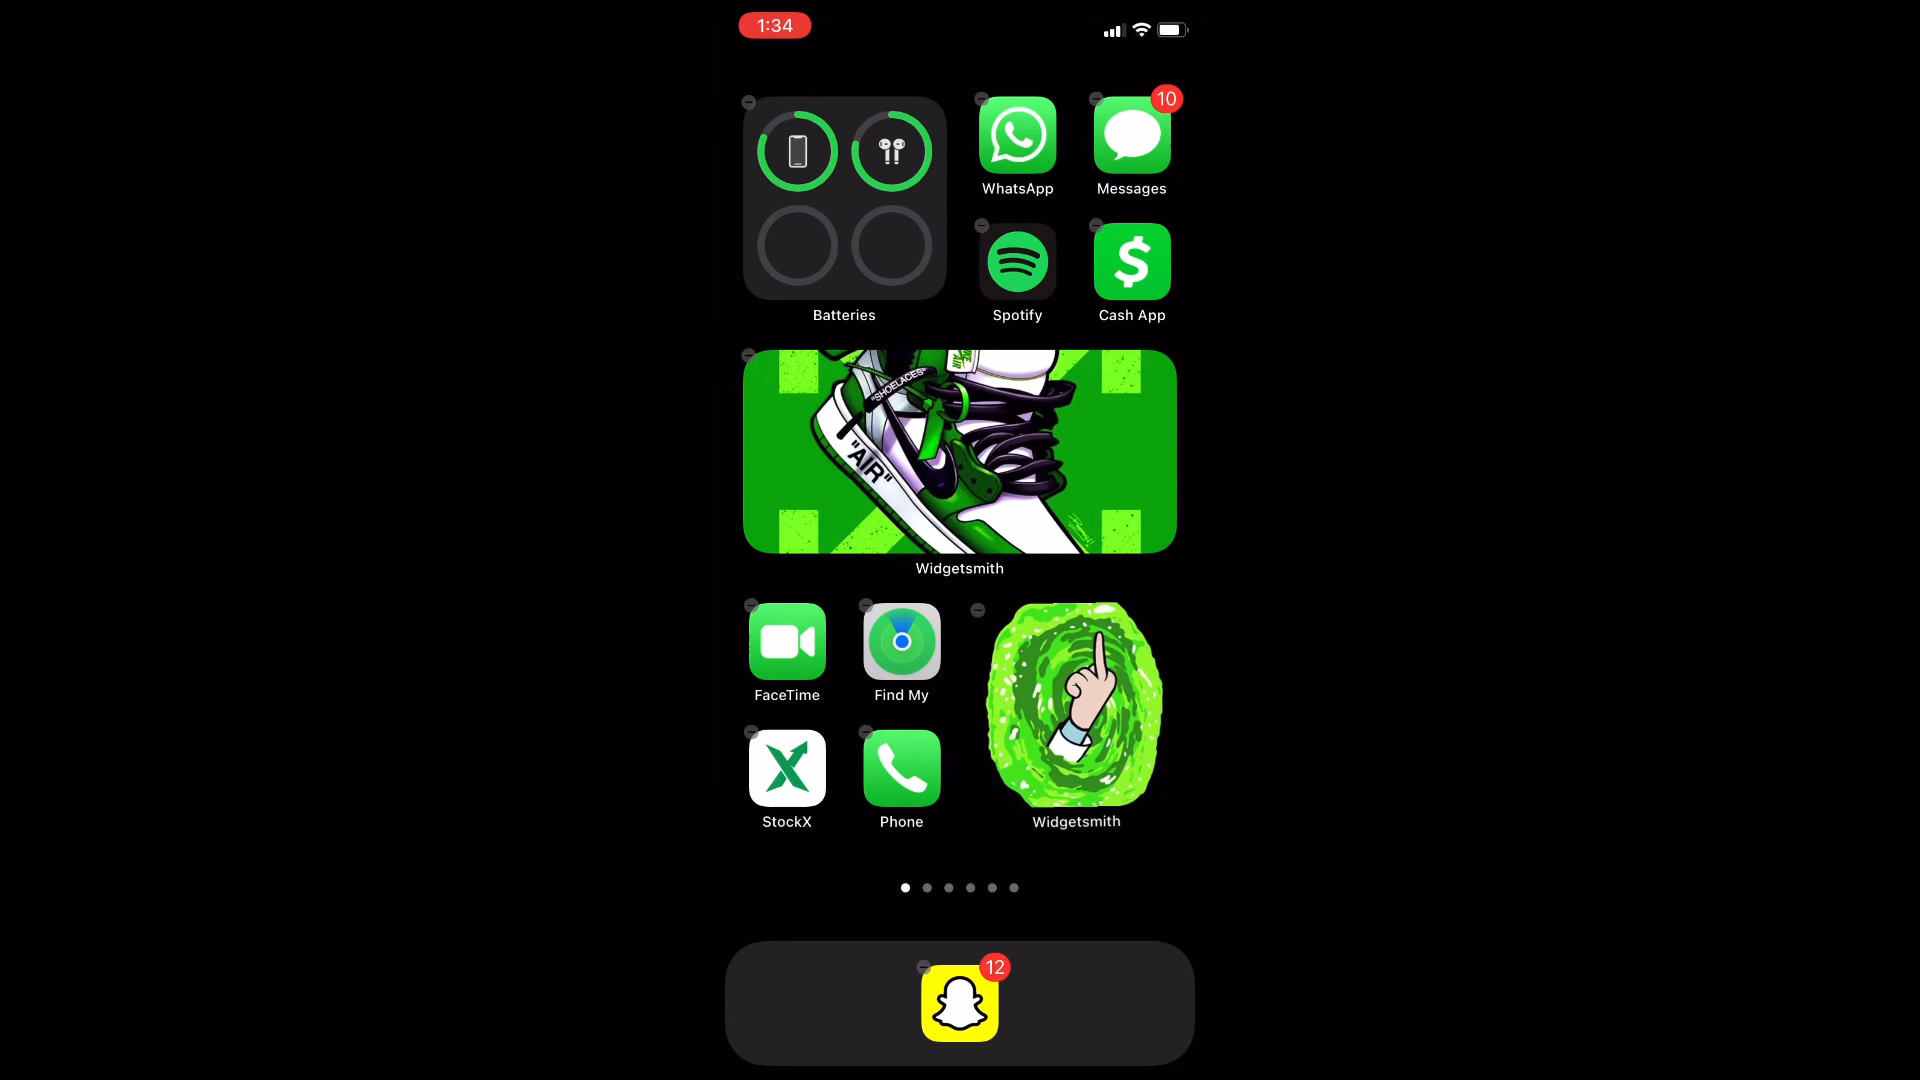 1:34
10
WhatsApp
Messages
Spotify
Cash App
Batteries
"SHOELACES"
AIR
"AIR"
Widgetsmith
FaceTime
Find My
StockX
Phone
Widgetsmith
12